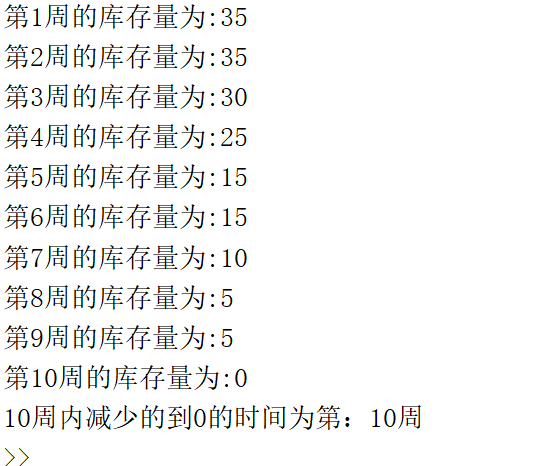 第1周的库存量为:35
第2周的库存量为:35
第3周的库存量为:30
第4周的库存量为:25
第5周的库存量为:15
第6周的库存量为:15
第7周的库存量为:10
第8周的库存量为:5
第9周的库存量为:5
第10周的库存量为:0
10周内减少的到0的时间为第：10周
>>